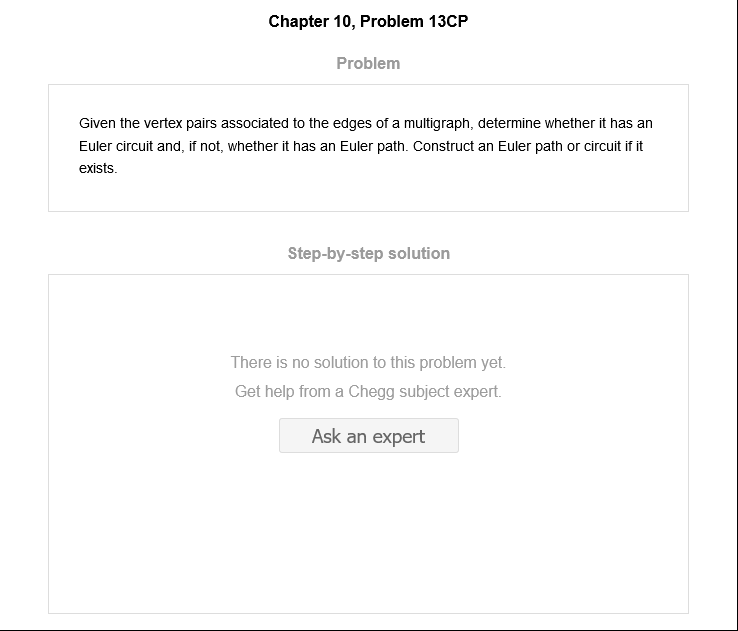 Chapter 10, Problem 13CP
Problem
Given the vertex pairs associated to the edges of a multigraph, determine whether it has an
Euler circuit and, if not, whether it has an Euler path. Construct an Euler path or circuit if it
exists.
Step-by-step solution
There is no solution to this problem yet.
Get help from a Chegg subject expert.
Ask an expert